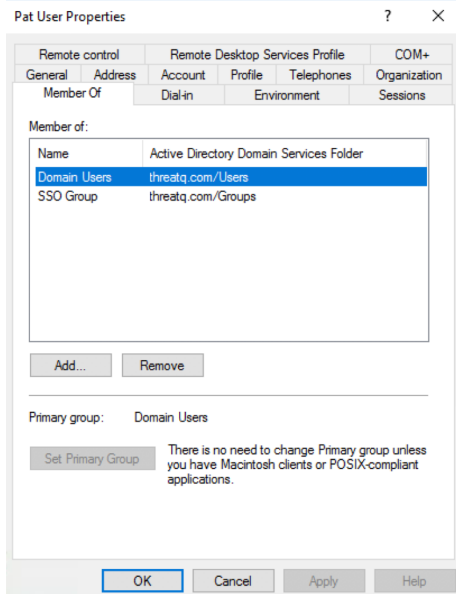 Pat User Properties ? ×
Remote control Remote Desktop Services Profile COM+
General Address Account Profile Telephones Organization
Member Of Dial-in Environment Sessions
Member of:
Name Active Directory Domain Services Folder
Domain Users threatq.com/Users
SSO Group threatq.com/Groups
Add... Remove
Primary group: Domain Users
Set Primary Group
There is no need to change Primary group unless
you have Macintosh clients or POSIX-compliant
applications.
OK Cancel Apply Help